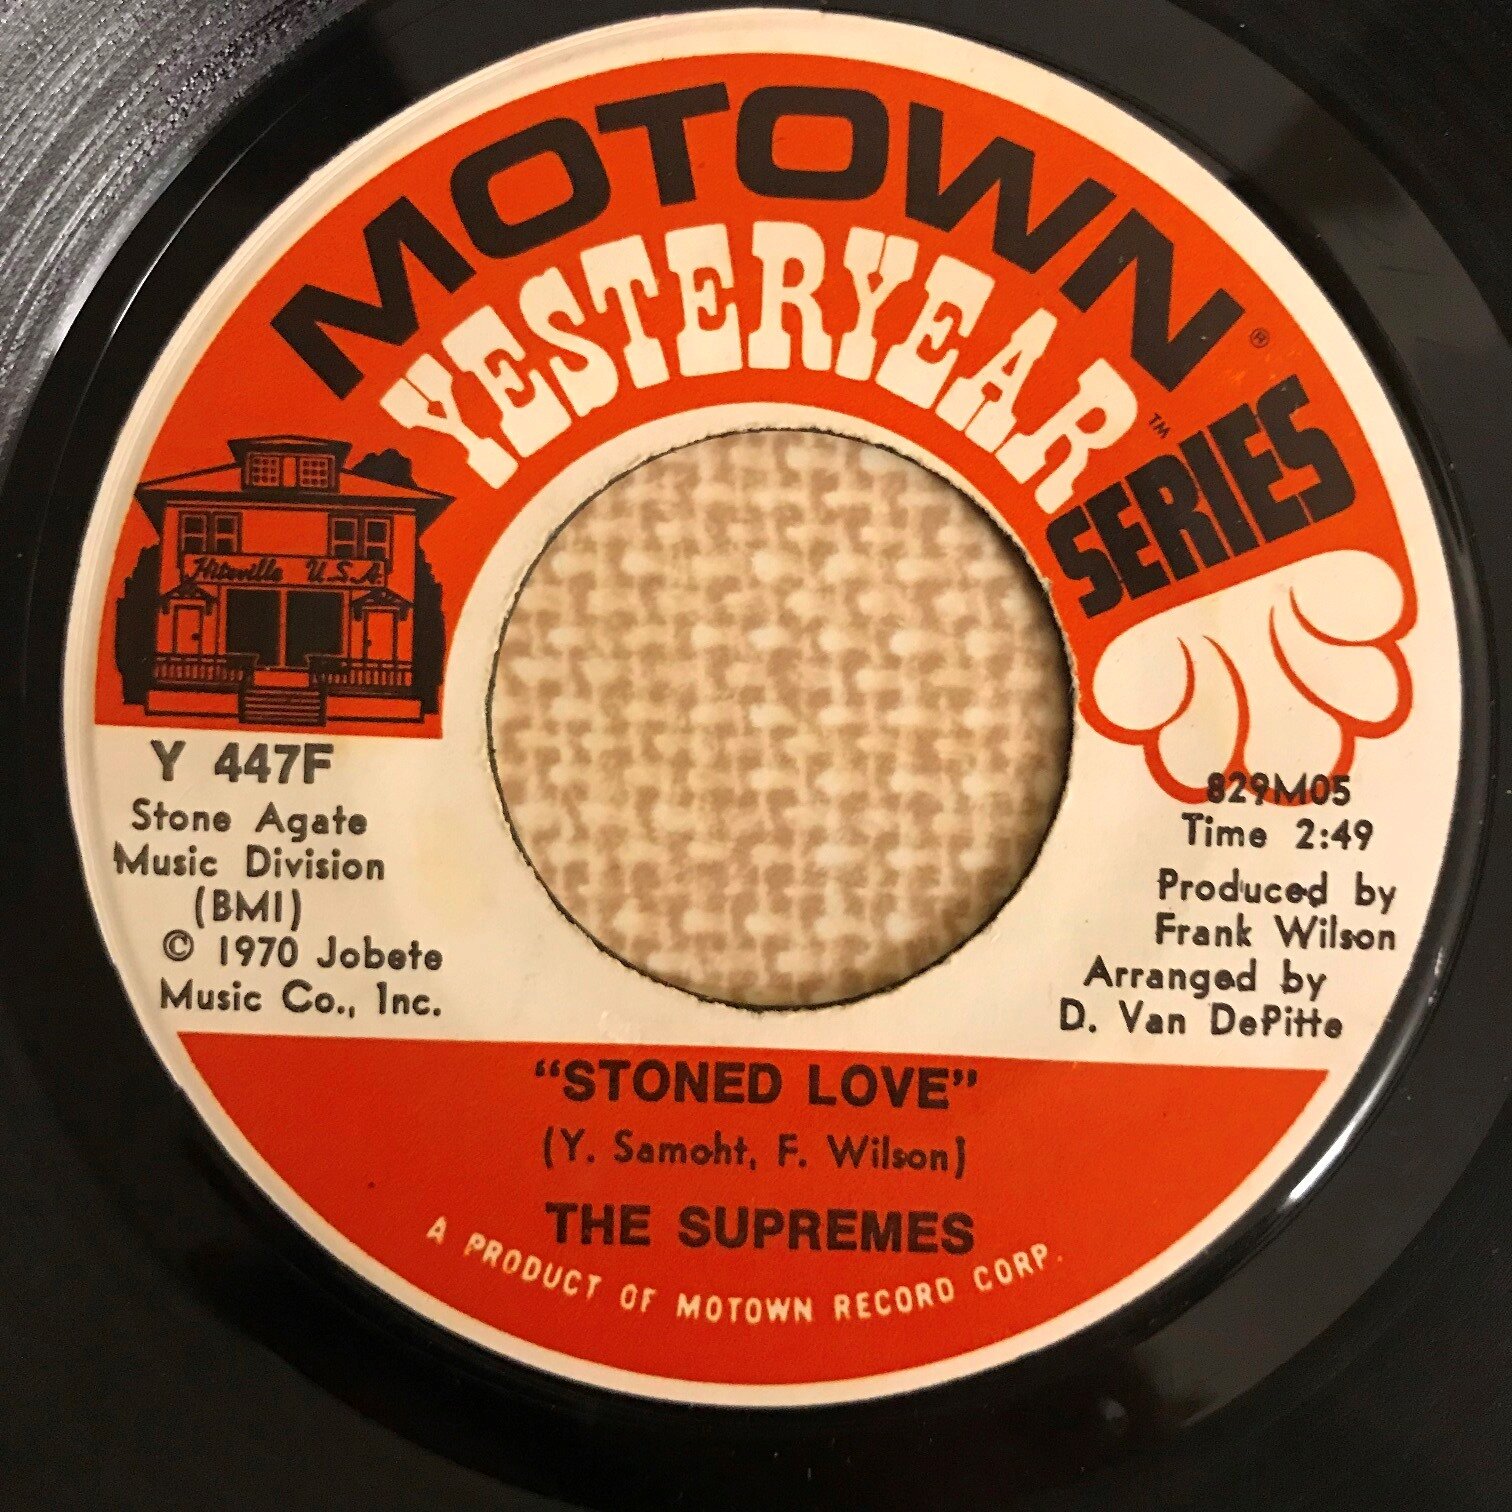 MOTOWN®
YESTERYEAR™
SERIES
Hitsville U.S.A.
Y 447F
Stone Agate
Music Division
(BMI)
© 1970 Jobete
Music Co., Inc.
829M05
Time 2:49
Produced by
Frank Wilson
Arranged by
D. Van DePitte
"STONED LOVE"
(Y. Samoht, F. Wilson)
THE SUPREMES
A PRODUCT OF MOTOWN RECORD CORP.